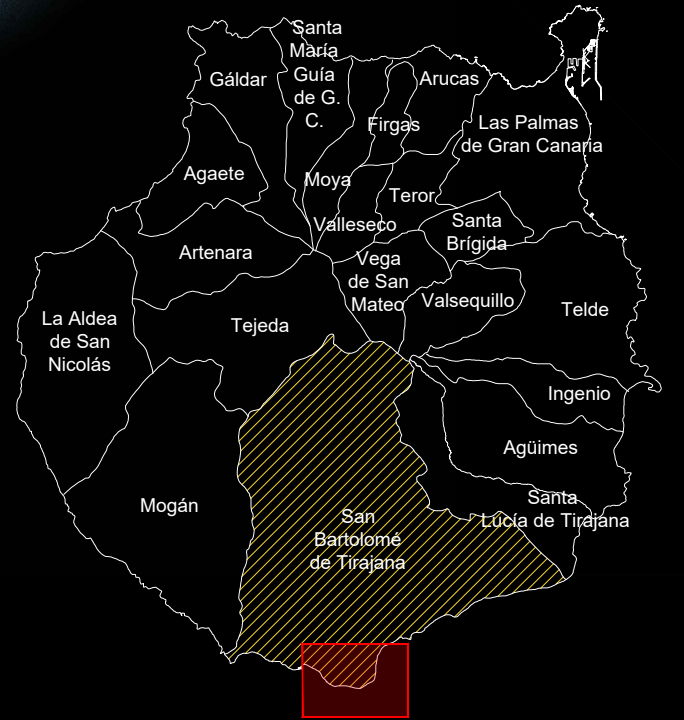 Santa
María
Guía
de G.
C.
Gáldar
Arucas
Firgas
Las Palmas
de Gran Canaria
Agaete
Moya
Teror
Valleseco
Santa
Brígida
Artenara
Vega
de San
Mateo
Valsequillo
Telde
La Aldea
de San
Nicolás
Tejeda
Ingenio
Agüimes
Mogán
Santa
Lucía de Tirajana
San
Bartolomé
de Tirajana